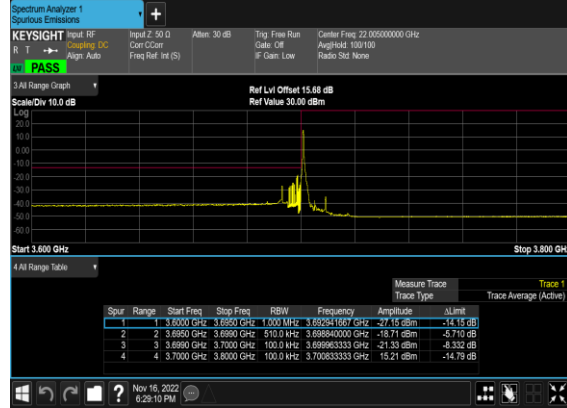 Spectrum Analyzer 1
Spurious Emissions
KEYSIGHT Input: RF Input Z: 50 Ω Atten: 30 dB Trig: Free Run Center Freq: 22.005000000 GHz
R T Coupling: DC Corr CCorr Gate: Off Avg|Hold: 100/100
Align: Auto Freq Ref: Int (S) IF Gain: Low Radio Std: None
PASS
3 All Range Graph Ref Lvl Offset 15.68 dB
Scale/Div 10.0 dB Ref Value 30.00 dBm
Log
20.0
10.0
0.00
-10.0
-20.0
-30.0
-40.0
-50.0
-60.0
Start 3.600 GHz Stop 3.800 GHz
4 All Range Table
Measure Trace Trace 1
Trace Type Trace Average (Active)
Spur Range Start Freq Stop Freq RBW Frequency Amplitude ΔLimit
1 1 3.6000 GHz 3.6950 GHz 1.000 MHz 3.692941667 GHz -27.15 dBm -14.15 dB
2 2 3.6950 GHz 3.6990 GHz 510.0 kHz 3.698840000 GHz -18.71 dBm -5.710 dB
3 3 3.6990 GHz 3.7000 GHz 100.0 kHz 3.699963333 GHz -21.33 dBm -8.332 dB
4 4 3.7000 GHz 3.8000 GHz 100.0 kHz 3.700833333 GHz 15.21 dBm -14.79 dB
Nov 16, 2022
6:29:10 PM